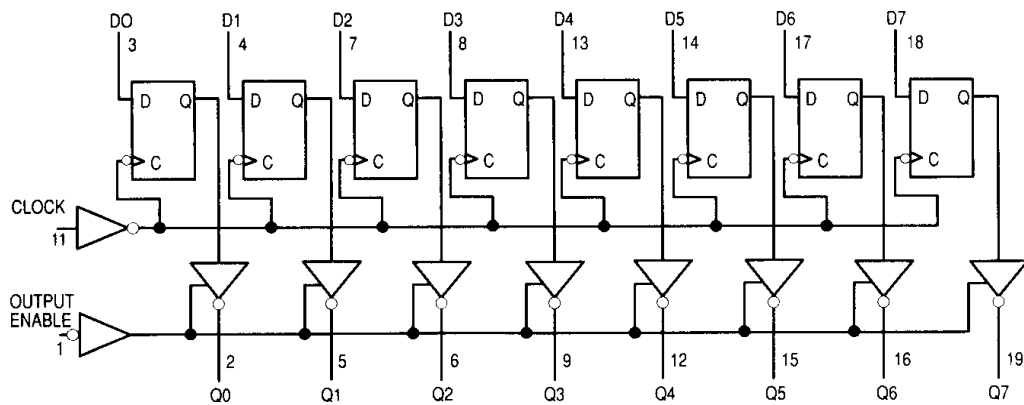 DO D1 D2 D3 D4 D5 D6 D7
3 4 7 8 13 14 17 18
D Q D Q D Q D Q D Q D Q D Q D Q
C C C C C C C C
CLOCK
11
OUTPUT
ENABLE
1
2 5 6 9 12 15 16 19
Q0 Q1 Q2 Q3 Q4 Q5 Q6 Q7